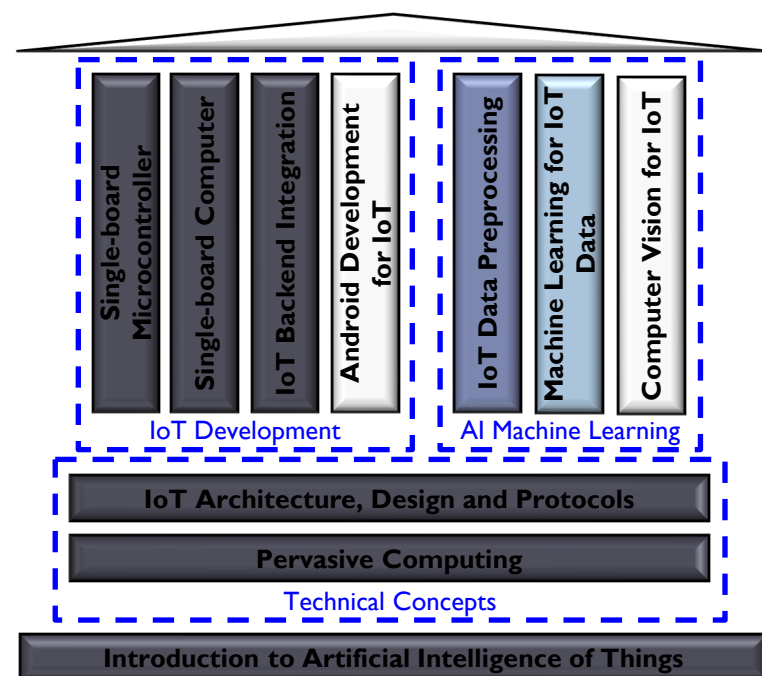 Single-board
Microcontroller
Single-board Computer
IoT Backend Integration
Android Development
for IoT
IoT Development
IoT Data Preprocessing
Machine Learning for IoT
Data
Computer Vision for IoT
AI Machine Learning
IoT Architecture, Design and Protocols
Pervasive Computing
Technical Concepts
Introduction to Artificial Intelligence of Things